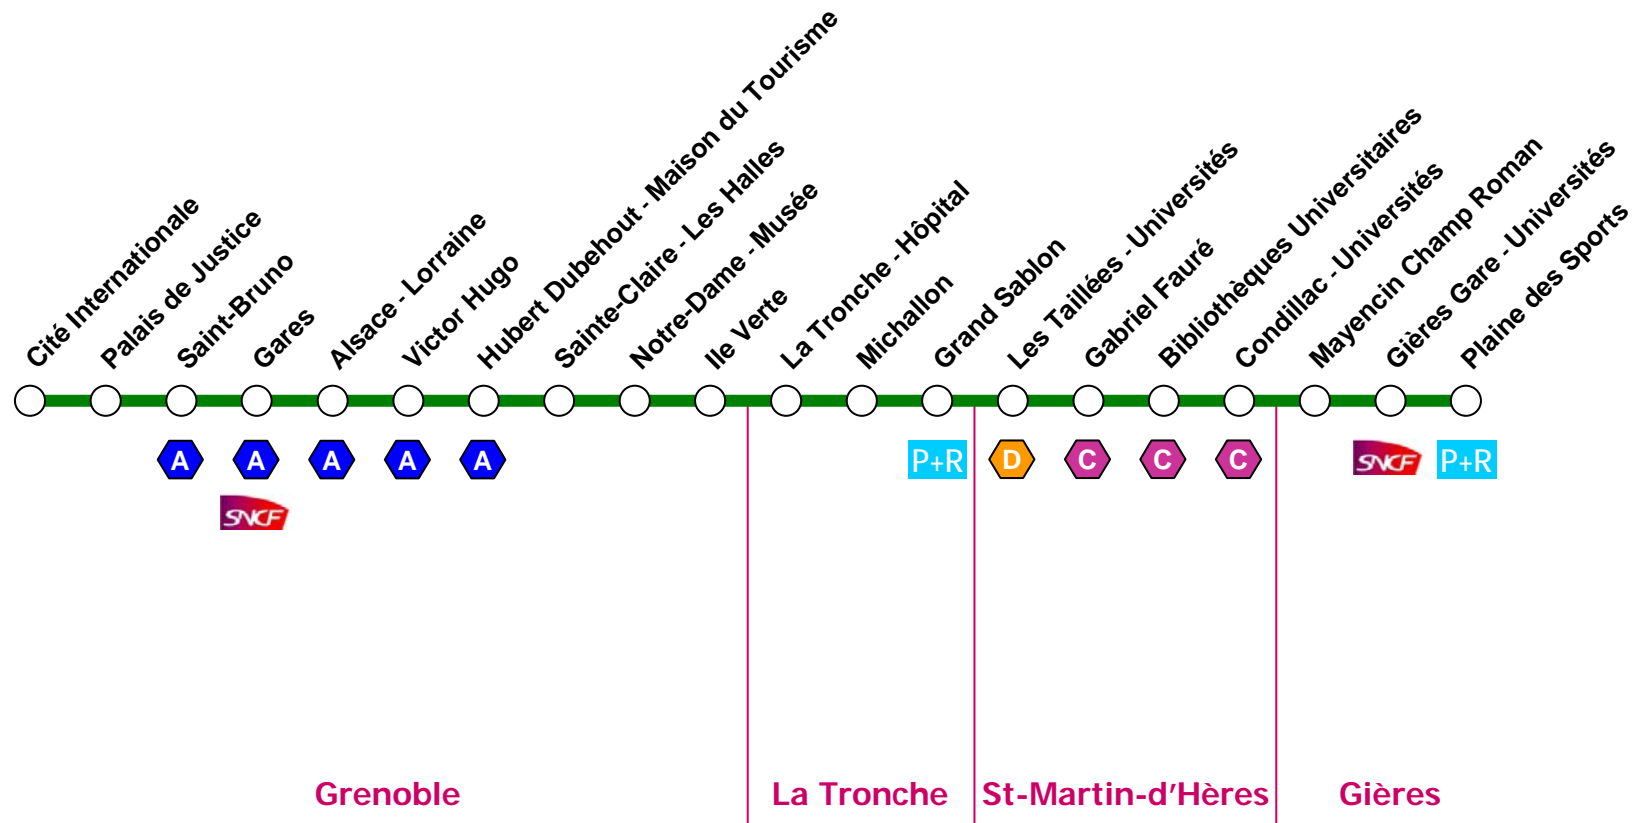 Cité Internationale
Palais de Justice
Saint-Bruno
Gares
Alsace - Lorraine
Victor Hugo
Hubert Dubehout - Maison du Tourisme
Sainte-Claire - Les Halles
Notre-Dame - Musée
Ile Verte
La Tronche - Hôpital
Michallon
Grand Sablon
Les Taillées - Universités
Gabriel Fauré
Bibliothèques Universitaires
Condillac - Universités
Mayencin Champ Roman
Gières Gare - Universités
Plaine des Sports
A A A A A P+R D C C C SNCF P+R
SNCF
Grenoble La Tronche St-Martin-d'Hères Gières